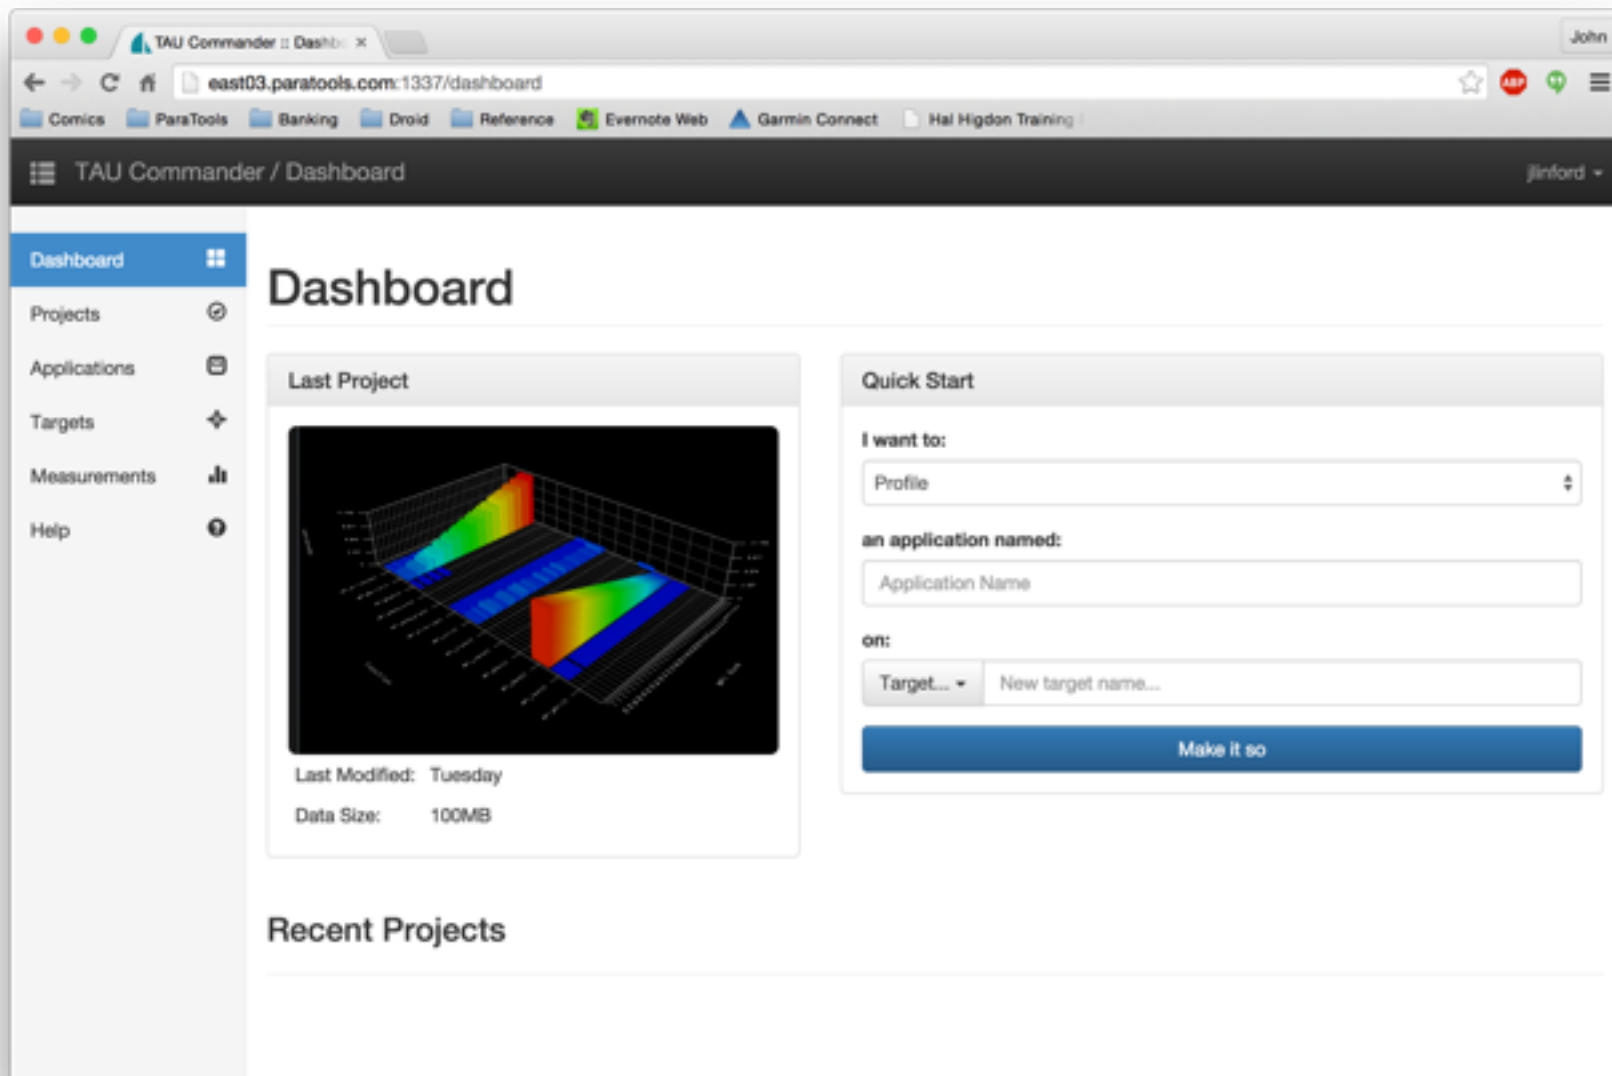 TAU Commander :: Dashb
John
east03.paratools.com:1337/dashboard
ABP
Comics ParaTools Banking Droid Reference Evernote Web Garmin Connect Hal Higdon Training
TAU Commander / Dashboard
jlinford
Dashboard
Projects
Applications
Targets
Measurements
Help
Dashboard
Last Project
Last Modified: Tuesday
Data Size: 100MB
Quick Start
I want to:
Profile
an application named:
Application Name
on:
Target... New target name...
Make it so
Recent Projects